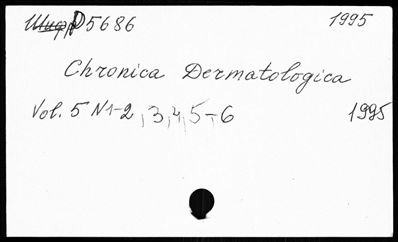 Шифр D5686 1995
Chronica Dermatologica
Vol. 5 N1-2, 3, 4, 5-6 1995